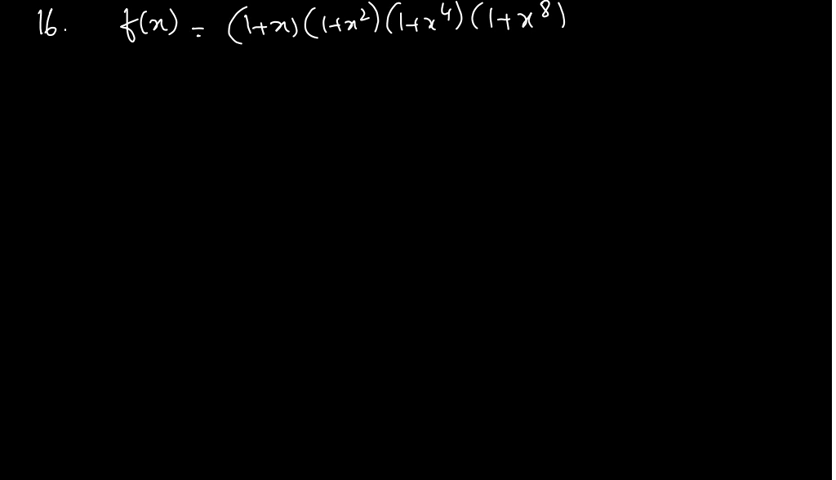 16. f(x) = (1+x)(1+x²)(1+x⁴)(1+x⁸)